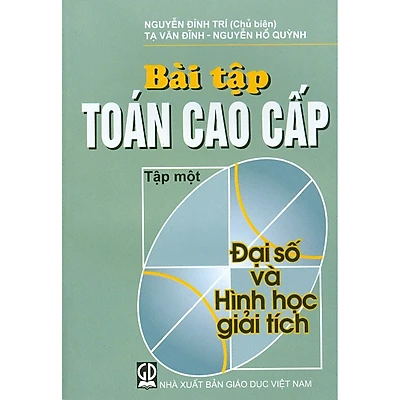 NGUYỄN ĐÌNH TRÍ (Chủ biên)
TẠ VĂN ĐĨNH - NGUYỄN HỒ QUỲNH
Bài tập
TOÁN CAO CẤP
Tập một
Đại số
và
Hình học
giải tích
GD
NHÀ XUẤT BẢN GIÁO DỤC VIỆT NAM